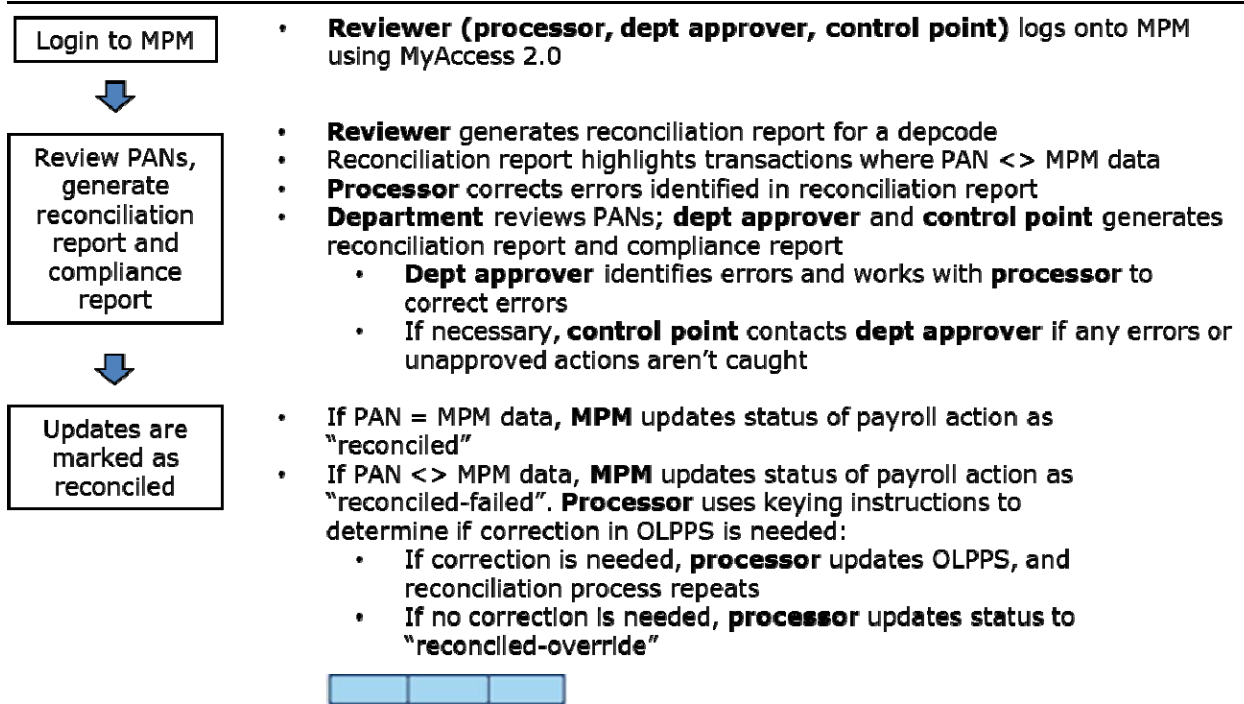 Login to MPM
• Reviewer (processor, dept approver, control point) logs onto MPM
using MyAccess 2.0
Review PANs,
generate
reconciliation
report and
compliance
report
• Reviewer generates reconciliation report for a depcode
• Reconciliation report highlights transactions where PAN <> MPM data
• Processor corrects errors identified in reconciliation report
• Department reviews PANs; dept approver and control point generates
reconciliation report and compliance report
• Dept approver identifies errors and works with processor to
correct errors
• If necessary, control point contacts dept approver if any errors or
unapproved actions aren't caught
Updates are
marked as
reconciled
• If PAN = MPM data, MPM updates status of payroll action as
"reconciled"
• If PAN <> MPM data, MPM updates status of payroll action as
"reconciled-failed". Processor uses keying instructions to
determine if correction in OLPPS is needed:
• If correction is needed, processor updates OLPPS, and
reconciliation process repeats
• If no correction is needed, processor updates status to
"reconciled-override"